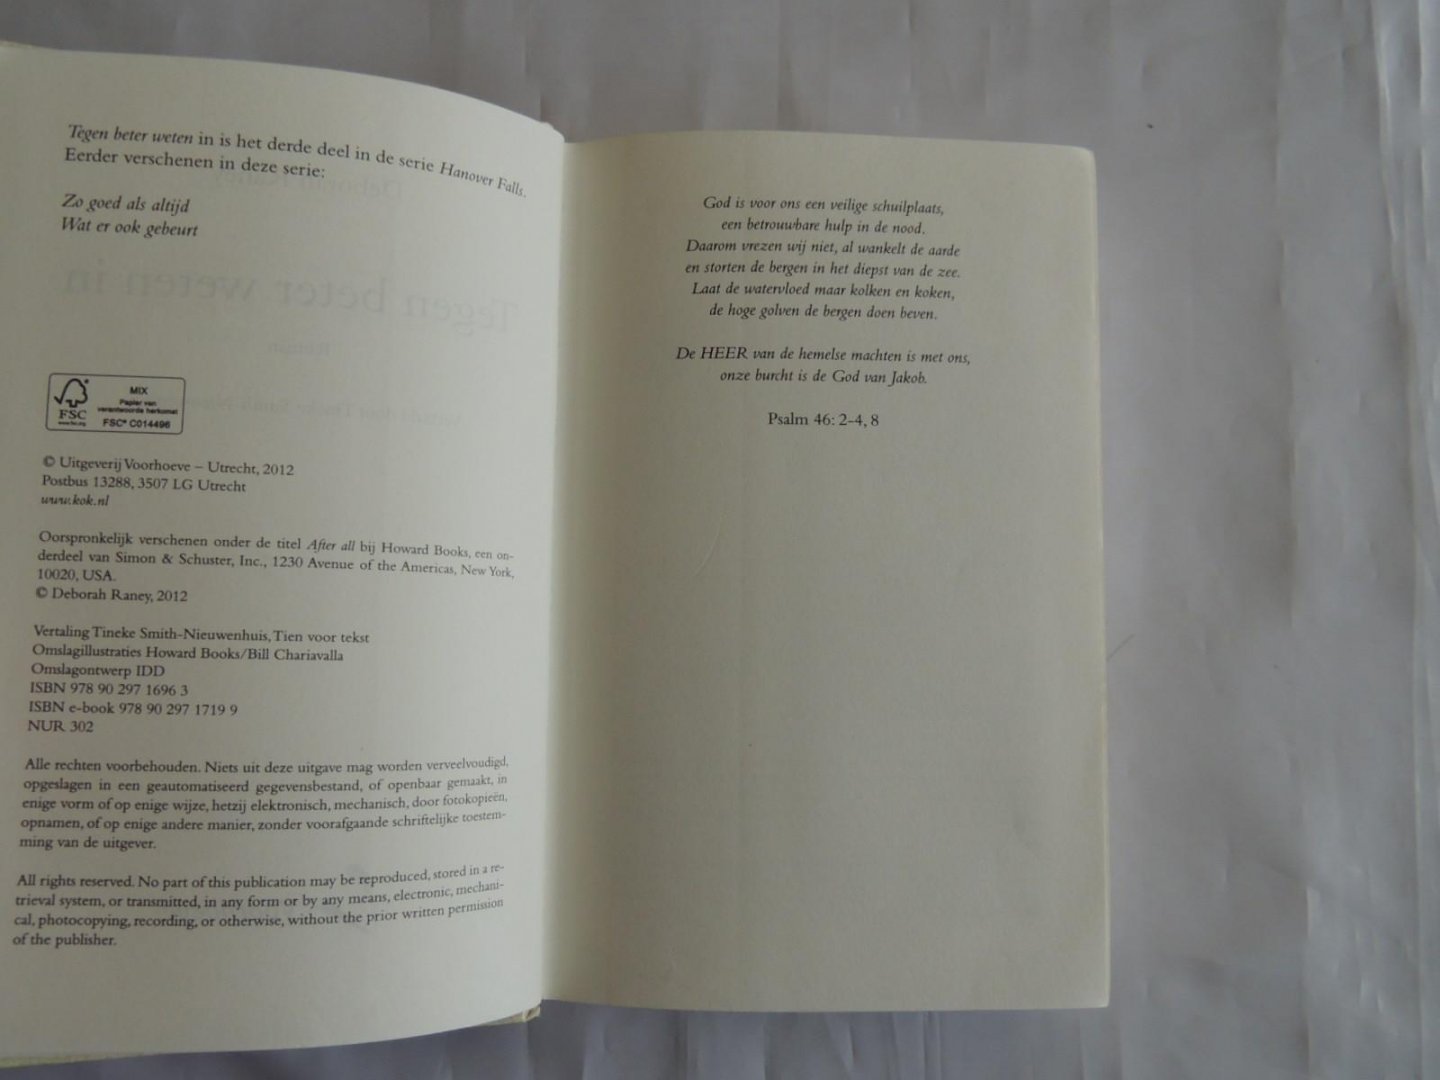 Tegen beter weten in is het derde deel in de serie Hanover Falls.
Eerder verschenen in deze serie:
Zo goed als altijd
Wat er ook gebeurt
FSC
www.fsc.org
MIX
Papier van
verantwoorde herkomst
FSC® C014496
© Uitgeverij Voorhoeve – Utrecht, 2012
Postbus 13288, 3507 LG Utrecht
www.kok.nl
Oorspronkelijk verschenen onder de titel After all bij Howard Books, een on-
derdeel van Simon & Schuster, Inc., 1230 Avenue of the Americas, New York,
10020, USA.
© Deborah Raney, 2012
Vertaling Tineke Smith-Nieuwenhuis, Tien voor tekst
Omslagillustraties Howard Books/Bill Chariavalla
Omslagontwerp IDD
ISBN 978 90 297 1696 3
ISBN e-book 978 90 297 1719 9
NUR 302
Alle rechten voorbehouden. Niets uit deze uitgave mag worden verveelvoudigd,
opgeslagen in een geautomatiseerd gegevensbestand, of openbaar gemaakt, in
enige vorm of op enige wijze, hetzij elektronisch, mechanisch, door fotokopieën,
opnamen, of op enige andere manier, zonder voorafgaande schriftelijke toestem-
ming van de uitgever.
All rights reserved. No part of this publication may be reproduced, stored in a re-
trieval system, or transmitted, in any form or by any means, electronic, mechani-
cal, photocopying, recording, or otherwise, without the prior written permission
of the publisher.
God is voor ons een veilige schuilplaats,
een betrouwbare hulp in de nood.
Daarom vrezen wij niet, al wankelt de aarde
en storten de bergen in het diepst van de zee.
Laat de watervloed maar kolken en koken,
de hoge golven de bergen doen beven.
De HEER van de hemelse machten is met ons,
onze burcht is de God van Jakob.
Psalm 46: 2-4, 8